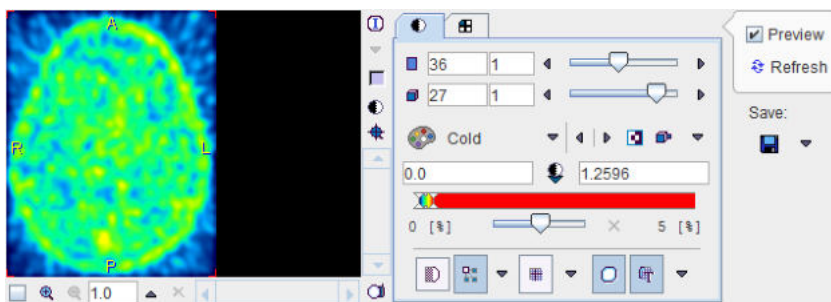 A
R
L
P
1.0
36 1
27 1
Cold
0.0 1.2596
0 [%] 5 [%]
Preview
Refresh
Save: